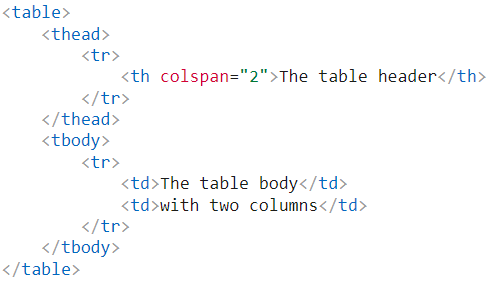 <table>
    <thead>
        <tr>
            <th colspan="2">The table header</th>
        </tr>
    </thead>
    <tbody>
        <tr>
            <td>The table body</td>
            <td>with two columns</td>
        </tr>
    </tbody>
</table>